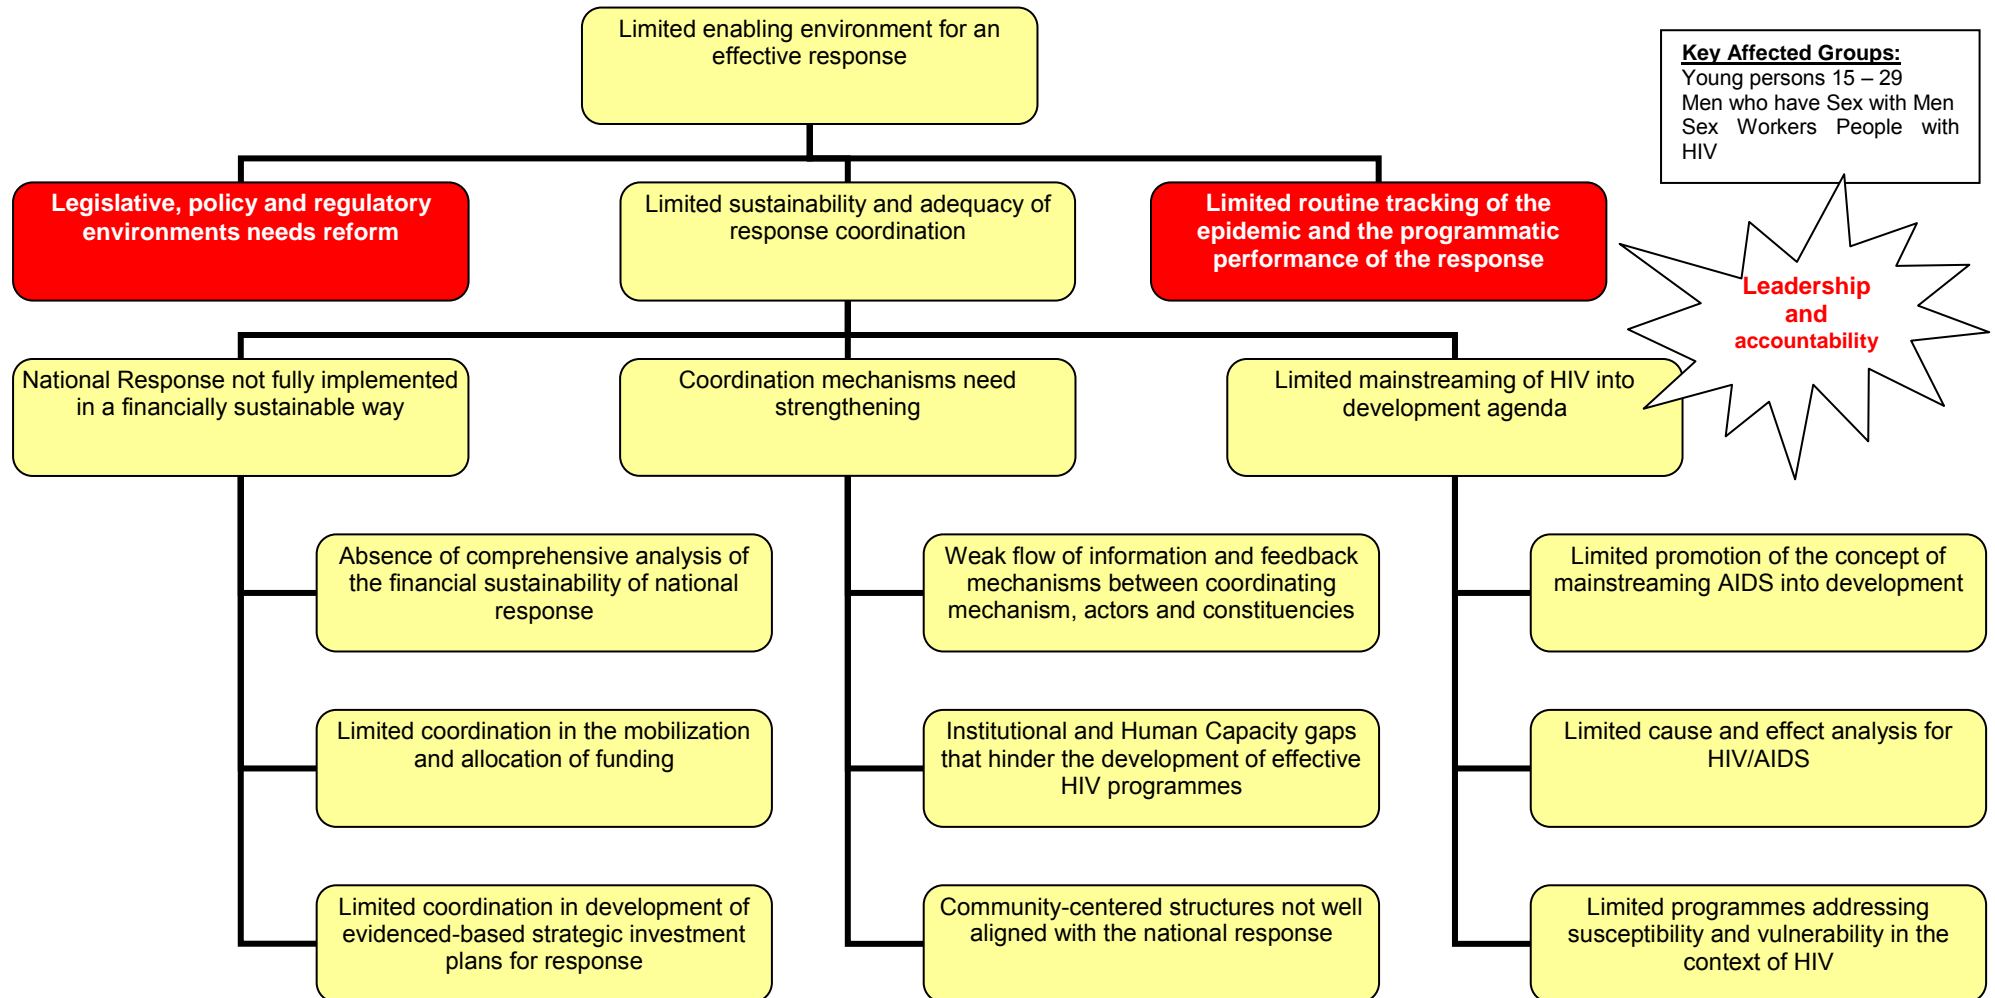 Limited enabling environment for an
effective response
Key Affected Groups:
Young persons 15 – 29
Men who have Sex with Men
Sex Workers People with
HIV
Legislative, policy and regulatory
environments needs reform
Limited sustainability and adequacy of
response coordination
Limited routine tracking of the
epidemic and the programmatic
performance of the response
Leadership
and
accountability
National Response not fully implemented
in a financially sustainable way
Coordination mechanisms need
strengthening
Limited mainstreaming of HIV into
development agenda
Absence of comprehensive analysis of
the financial sustainability of national
response
Weak flow of information and feedback
mechanisms between coordinating
mechanism, actors and constituencies
Limited promotion of the concept of
mainstreaming AIDS into development
Limited coordination in the mobilization
and allocation of funding
Institutional and Human Capacity gaps
that hinder the development of effective
HIV programmes
Limited cause and effect analysis for
HIV/AIDS
Limited coordination in development of
evidenced-based strategic investment
plans for response
Community-centered structures not well
aligned with the national response
Limited programmes addressing
susceptibility and vulnerability in the
context of HIV